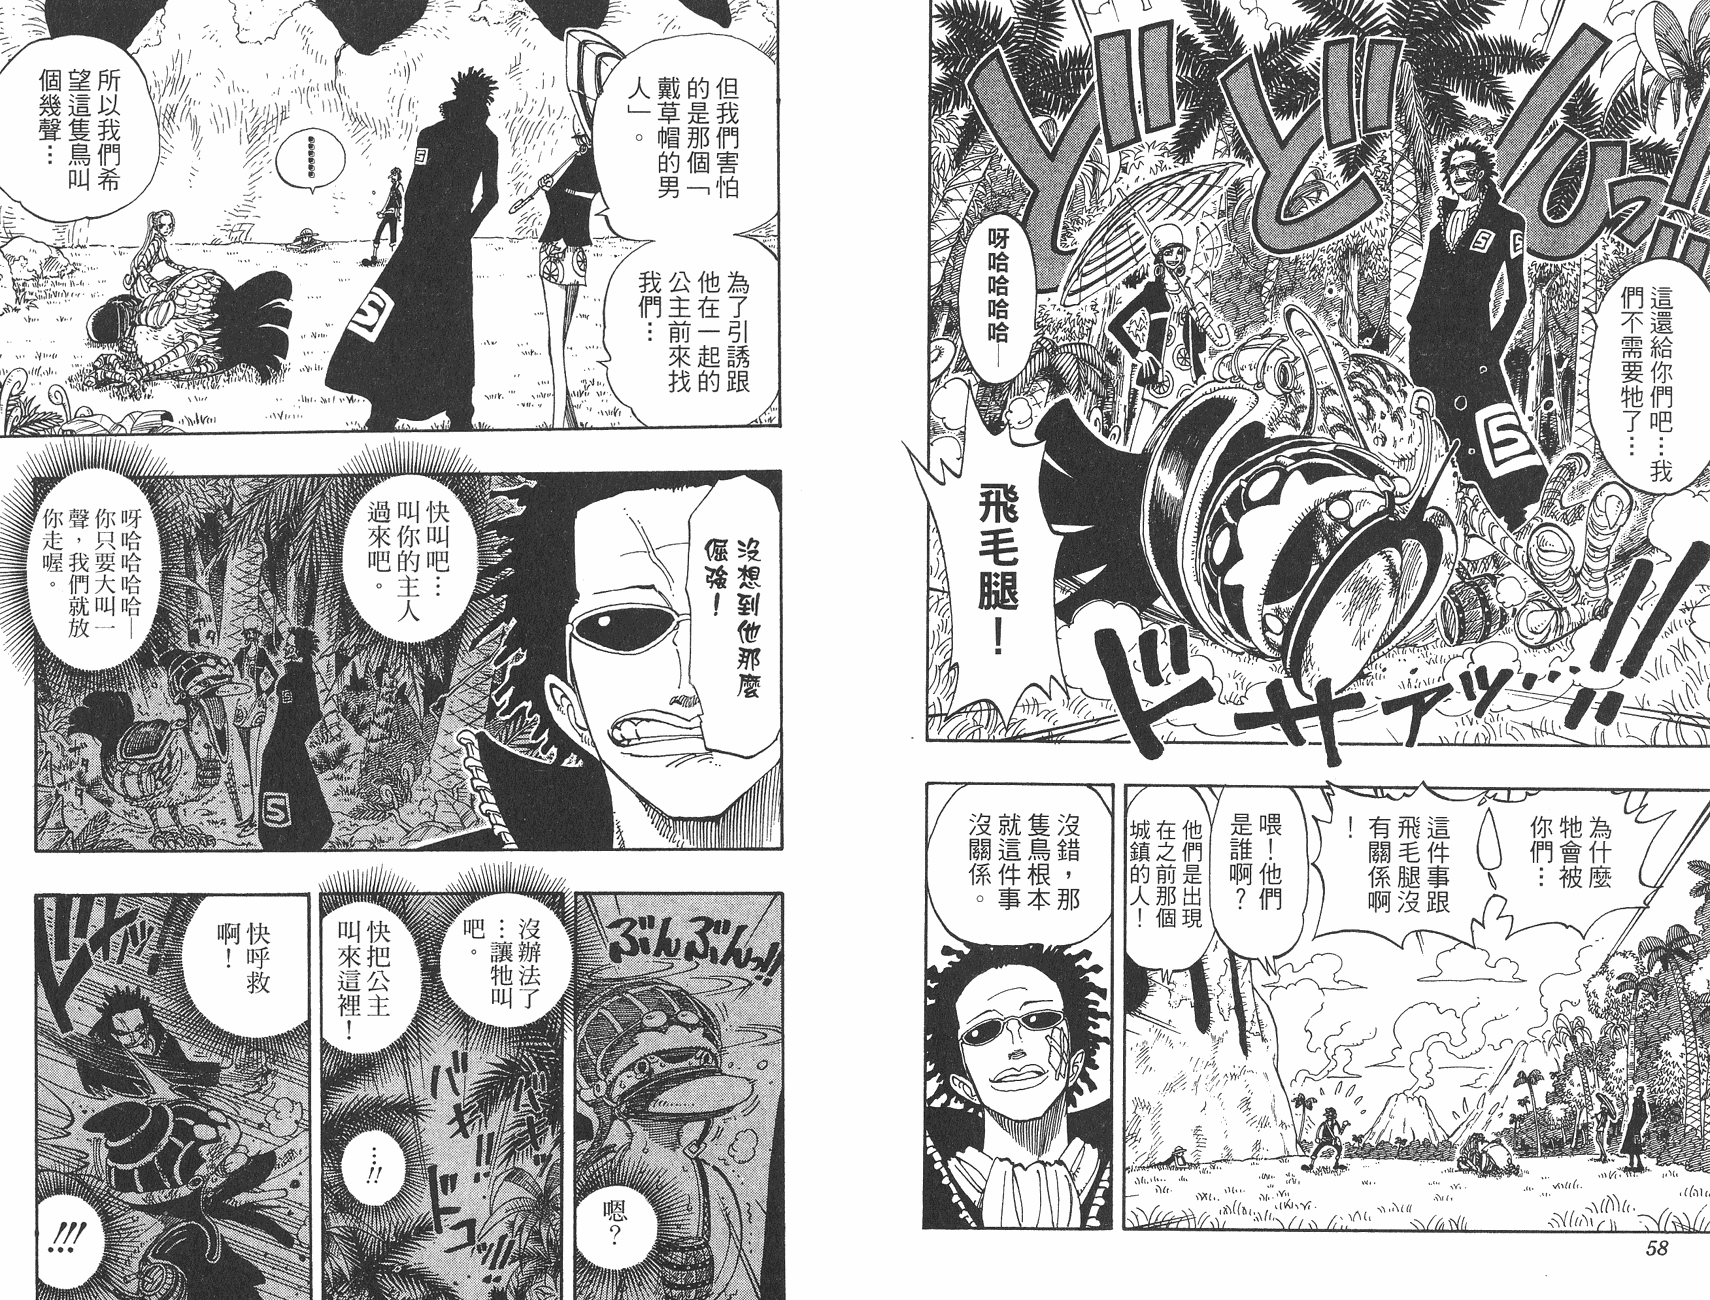 ど
ど
ひっ!!!
這還給你們吧…我
們不需要牠了…
呀哈哈哈哈—
飛毛腿！
ドサァッ…!!
為什麼
牠會被
你們…
這件事跟
飛毛腿沒
有關係啊
！
喂！他們
是誰啊？
他們是出現
在之前那個
城鎮的人！
沒錯，那
隻鳥根本
就這件事
沒關係。
58
但我們害怕
的是那個「
戴草帽的男
人」。
為了引誘跟
他在一起的
公主前來找
我們…
………
所以我們希
望這隻鳥叫
個幾聲…
沒想到他那麼
倔強！
快叫吧…
叫你的主人
過來吧。
呀哈哈哈哈—
你只要大叫一
聲，我們就放
你走喔。
ぶんぶんっ!!
嗯？
沒辦法了
…讓牠叫
吧。
快把公主
叫來這裡！
バキ
バキ!!
ドコッ!!
…!!
快呼救
啊！
ドドドド
!!!